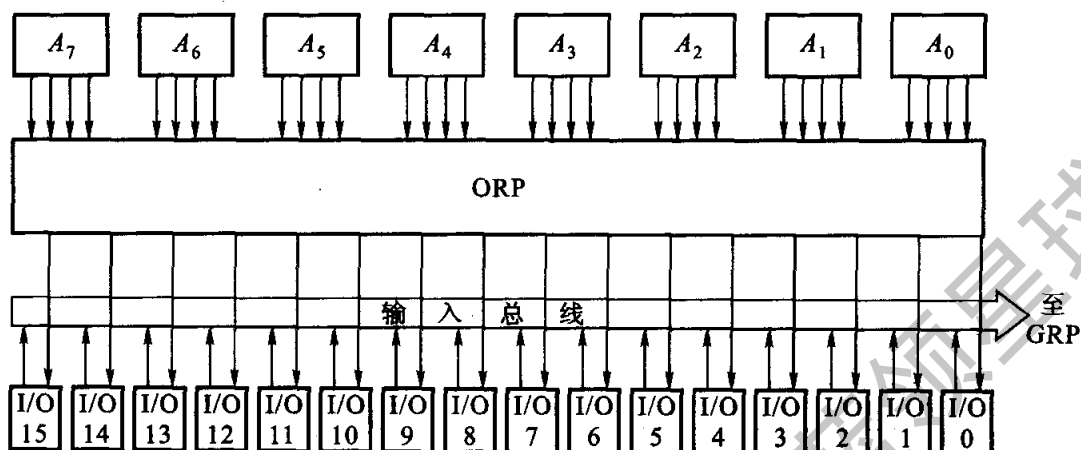 A₇ A₆ A₅ A₄ A₃ A₂ A₁ A₀
ORP
输入总线
至
GRP
I/O I/O I/O I/O I/O I/O I/O I/O I/O I/O I/O I/O I/O I/O I/O I/O
15 14 13 12 11 10 9 8 7 6 5 4 3 2 1 0